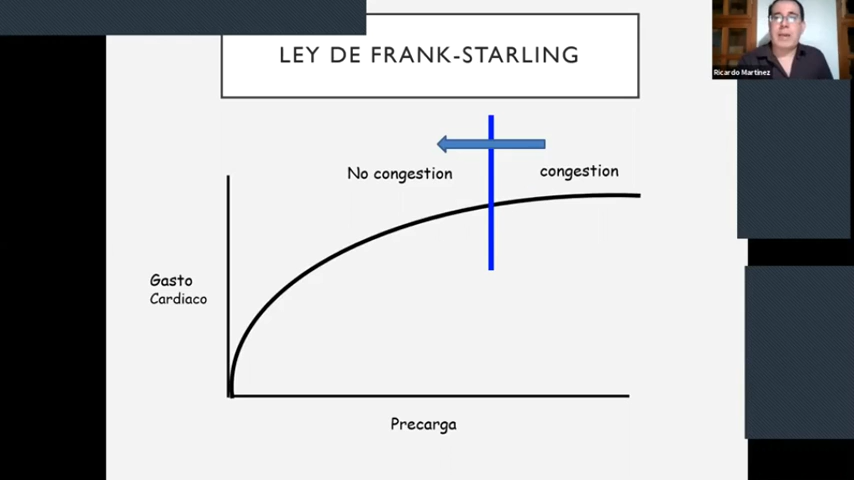 LEY DE FRANK-STARLING
Ricardo Martinez
No congestion
congestion
Gasto
Cardiaco
Precarga